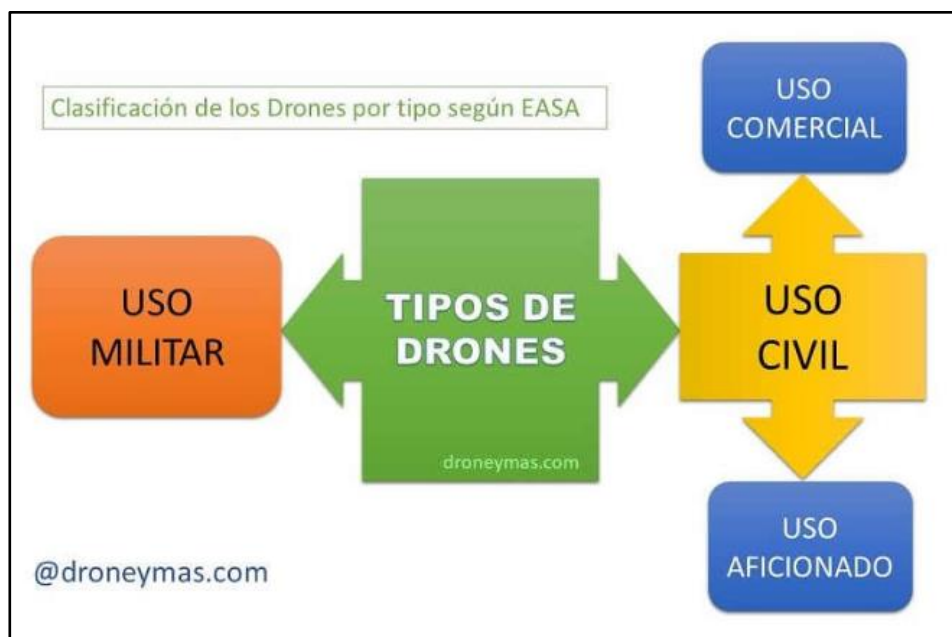 Clasificación de los Drones por tipo según EASA
USO
COMERCIAL
USO
MILITAR
TIPOS DE
DRONES
droneymas.com
USO
CIVIL
USO
AFICIONADO
@droneymas.com